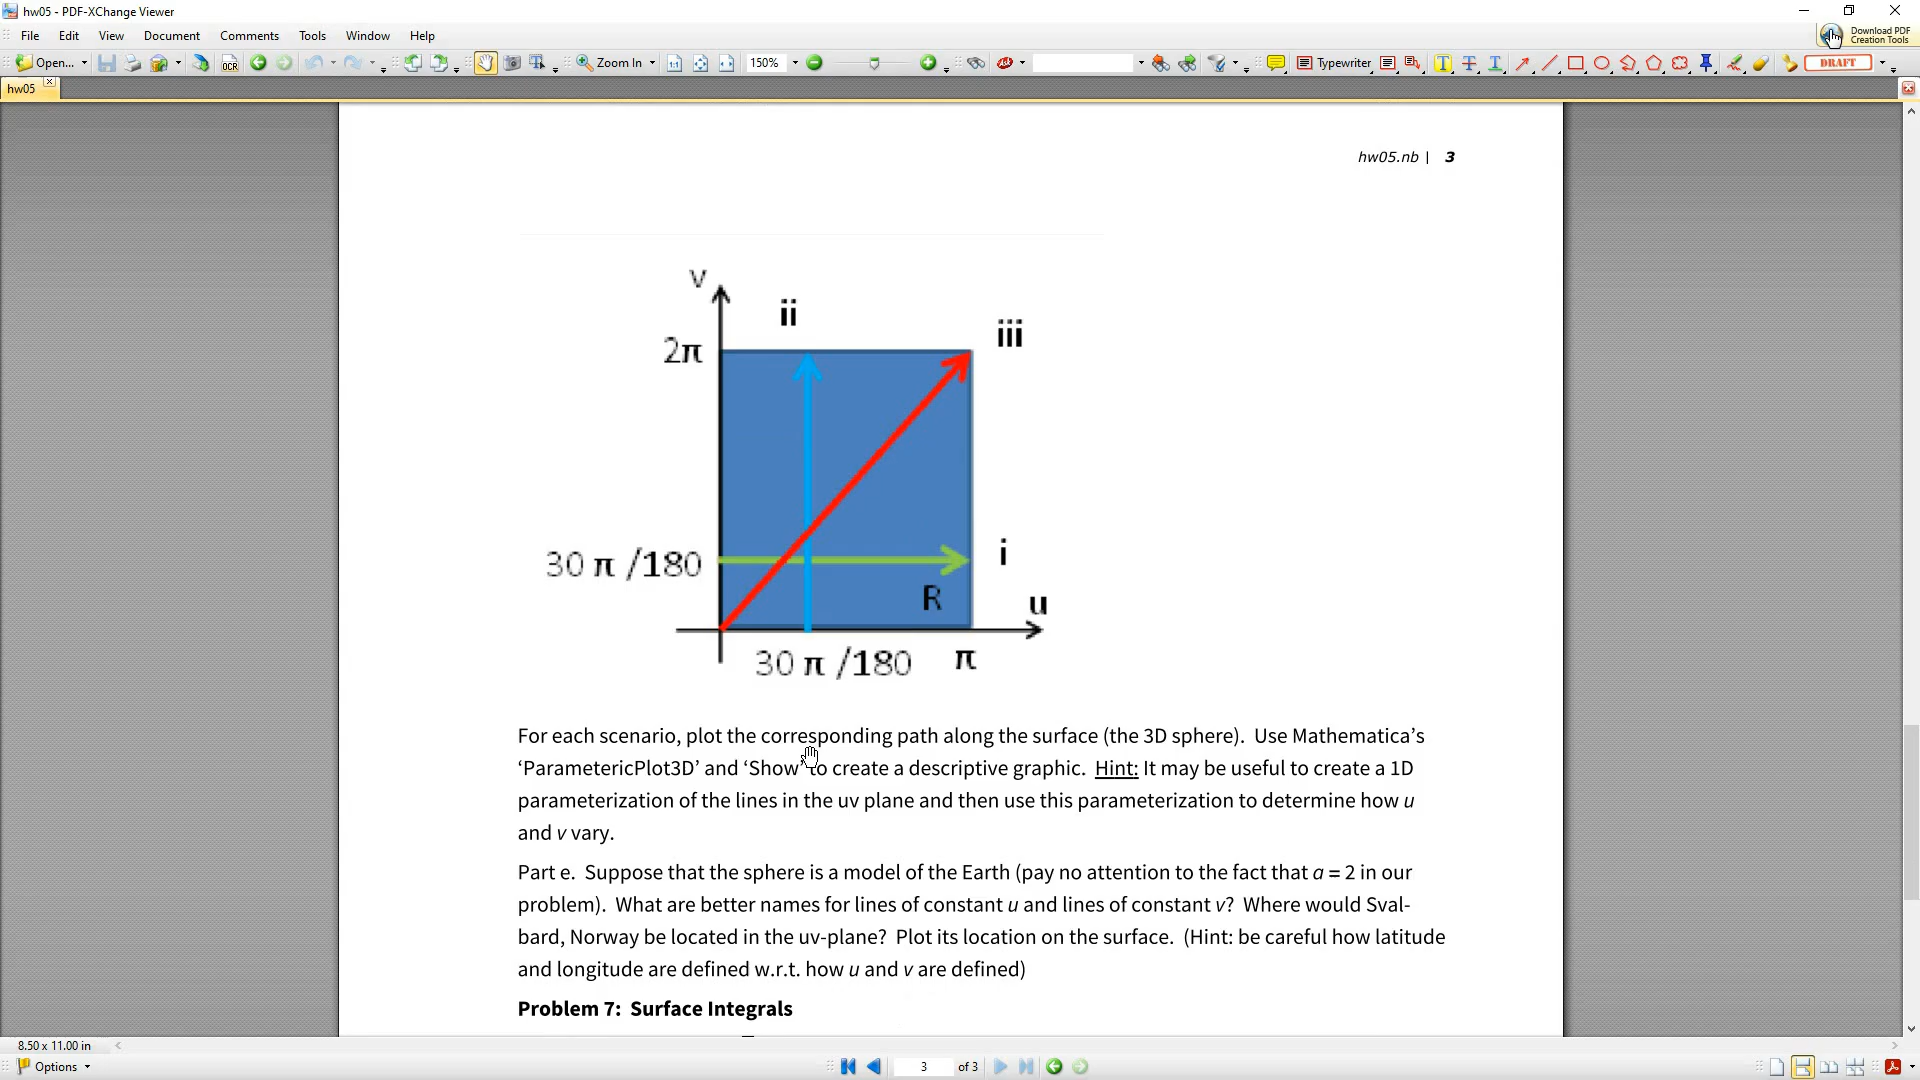 hw05 - PDF-XChange Viewer
File Edit View Document Comments Tools Window Help
Download PDF
Creation Tools
Open...
OCR
Zoom In
150%
Typewriter
DRAFT
hw05
hw05.nb | 3
v
ii
iii
2π
i
30 π /180
R
u
30 π /180
π
For each scenario, plot the corresponding path along the surface (the 3D sphere). Use Mathematica's
'ParametericPlot3D' and 'Show' to create a descriptive graphic. Hint: It may be useful to create a 1D
parameterization of the lines in the uv plane and then use this parameterization to determine how u
and v vary.
Part e. Suppose that the sphere is a model of the Earth (pay no attention to the fact that a = 2 in our
problem). What are better names for lines of constant u and lines of constant v? Where would Sval-
bard, Norway be located in the uv-plane? Plot its location on the surface. (Hint: be careful how latitude
and longitude are defined w.r.t. how u and v are defined)
Problem 7: Surface Integrals
8.50 x 11.00 in
Options
3 of 3